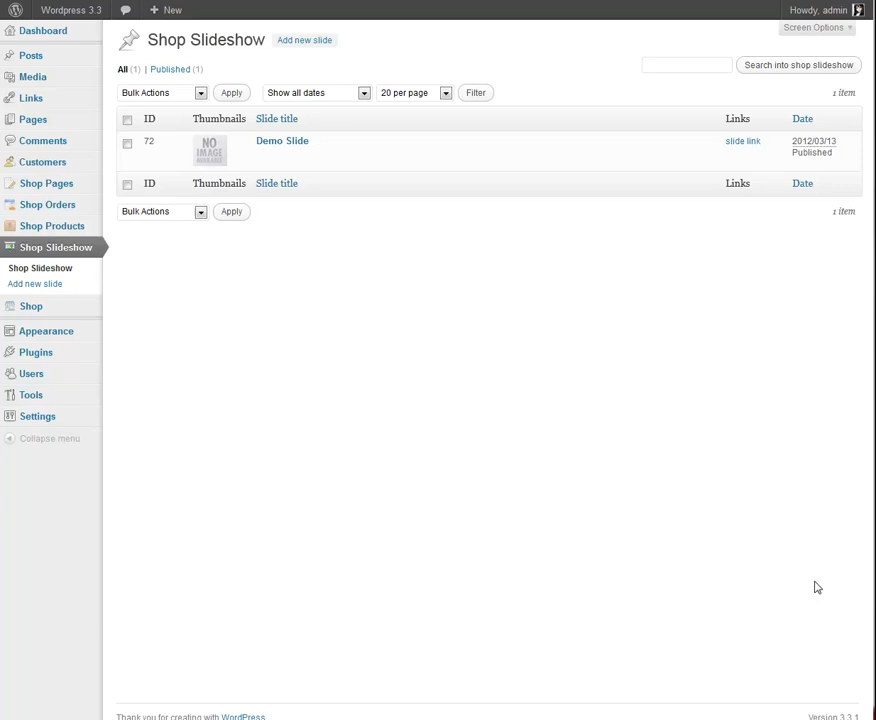 Wordpress 3.3 New Howdy, admin
Screen Options
Dashboard
Posts
Media
Links
Pages
Comments
Customers
Shop Pages
Shop Orders
Shop Products
Shop Slideshow
Shop Slideshow
Add new slide
Shop
Appearance
Plugins
Users
Tools
Settings
Collapse menu
Shop Slideshow Add new slide
All (1) | Published (1)
Search into shop slideshow
Bulk Actions Apply Show all dates 20 per page Filter 1 item
ID Thumbnails Slide title Links Date
72 NO IMAGE AVAILABLE Demo Slide slide link 2012/03/13
Published
ID Thumbnails Slide title Links Date
Bulk Actions Apply 1 item
Thank you for creating with WordPress Version 3.3.1